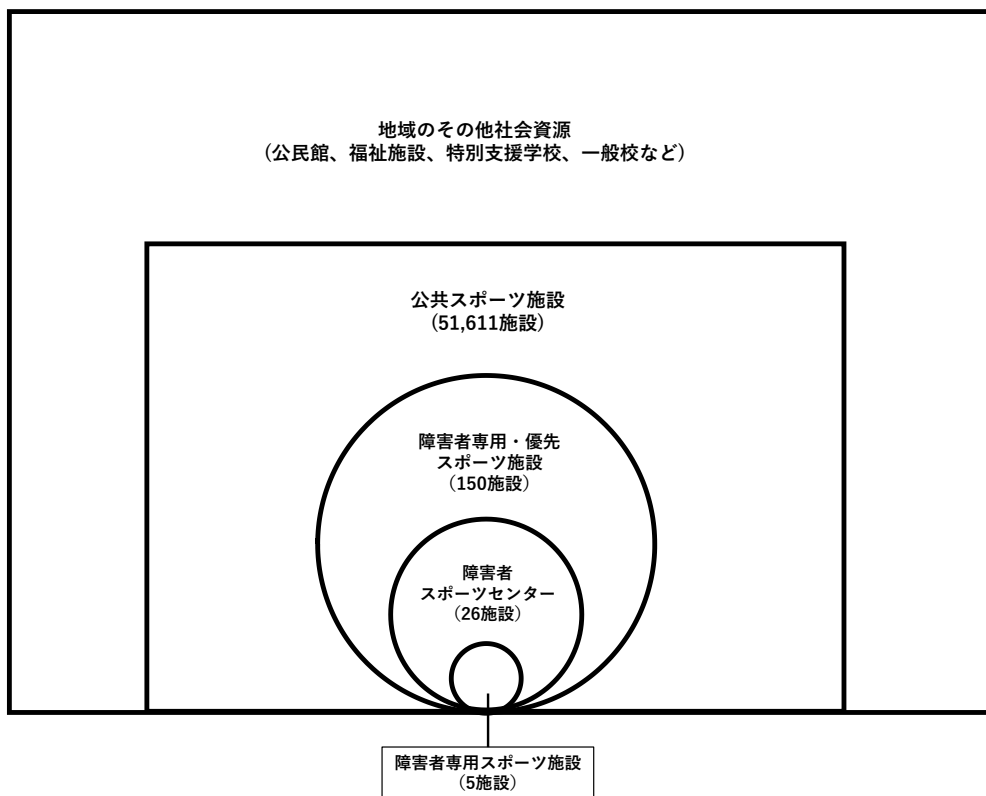 地域のその他社会資源
(公民館、福祉施設、特別支援学校、一般校など)
公共スポーツ施設
(51,611施設)
障害者専用・優先
スポーツ施設
(150施設)
障害者
スポーツセンター
(26施設)
障害者専用スポーツ施設
(5施設)